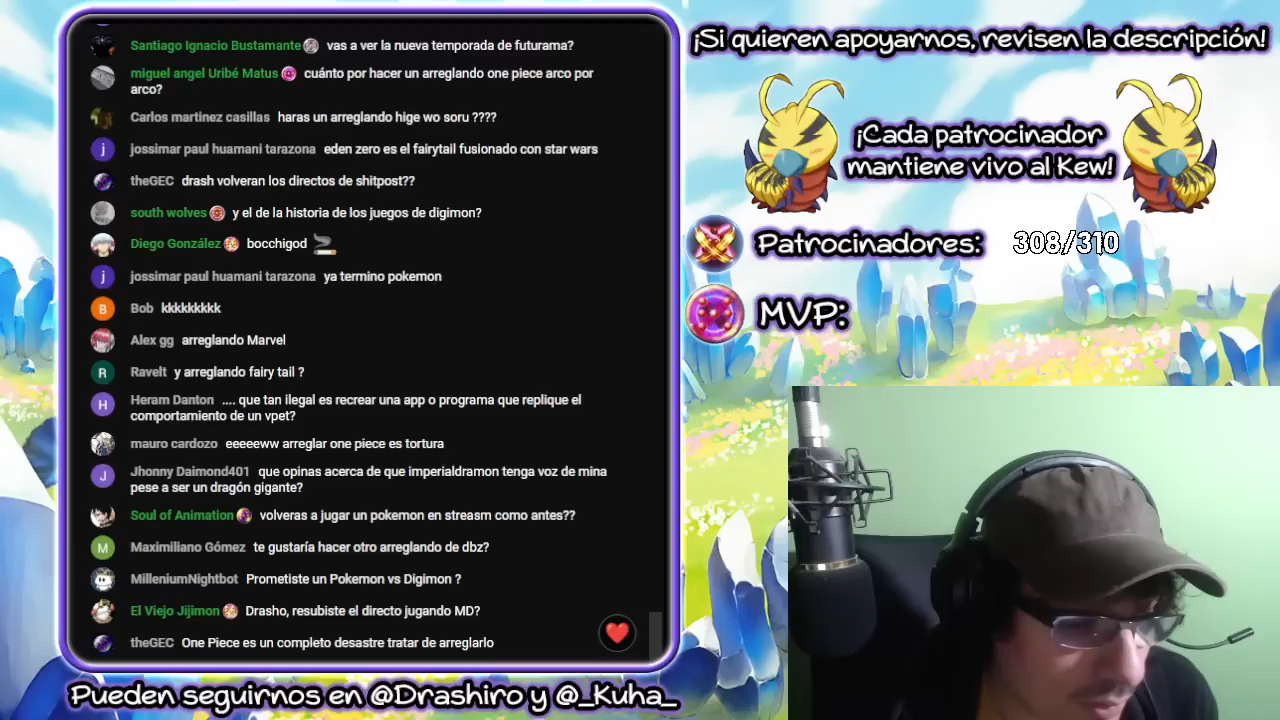 Santiago Ignacio Bustamante vas a ver la nueva temporada de futurama?
miguel angel Uribé Matus cuánto por hacer un arreglando one piece arco por
arco?
Carlos martinez casillas haras un arreglando hige wo soru ????
j jossimar paul huamani tarazona eden zero es el fairytail fusionado con star wars
theGEC drash volveran los directos de shitpost??
south wolves y el de la historia de los juegos de digimon?
Diego González bocchigod
j jossimar paul huamani tarazona ya termino pokemon
B Bob kkkkkkkkk
Alex gg arreglando Marvel
R Ravelt y arreglando fairy tail ?
H Heram Danton .... que tan ilegal es recrear una app o programa que replique el
comportamiento de un vpet?
mauro cardozo eeeeeww arreglar one piece es tortura
J Jhonny Daimond401 que opinas acerca de que imperialdramon tenga voz de mina
pese a ser un dragón gigante?
Soul of Animation volveras a jugar un pokemon en streasm como antes??
M Maximiliano Gómez te gustaría hacer otro arreglando de dbz?
MilleniumNightbot Prometiste un Pokemon vs Digimon ?
El Viejo Jijimon Drasho, resubiste el directo jugando MD?
theGEC One Piece es un completo desastre tratar de arreglarlo
Pueden seguirnos en @Drashiro y @_Kuha_
¡Si quieren apoyarnos, revisen la descripción!
¡Cada patrocinador
mantiene vivo al Kew!
Patrocinadores: 308/310
MVP: